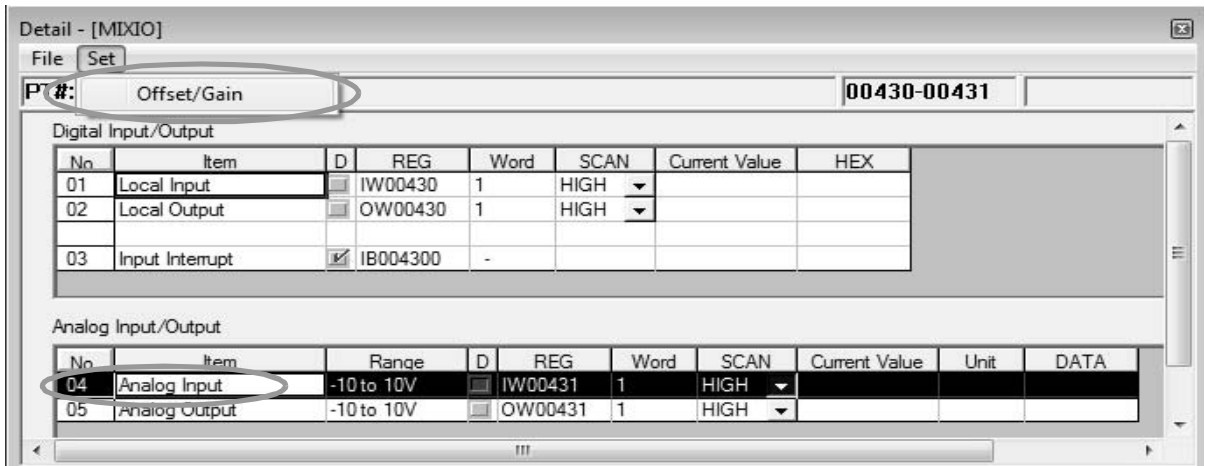 Detail - [MIXIO]
File Set
PT#: Offset/Gain 00430-00431
Digital Input/Output
No Item D REG Word SCAN Current Value HEX
01 Local Input IW00430 1 HIGH
02 Local Output OW00430 1 HIGH
03 Input Interrupt IB004300 -
Analog Input/Output
No Item Range D REG Word SCAN Current Value Unit DATA
04 Analog Input -10 to 10V IW00431 1 HIGH
05 Analog Output -10 to 10V OW00431 1 HIGH